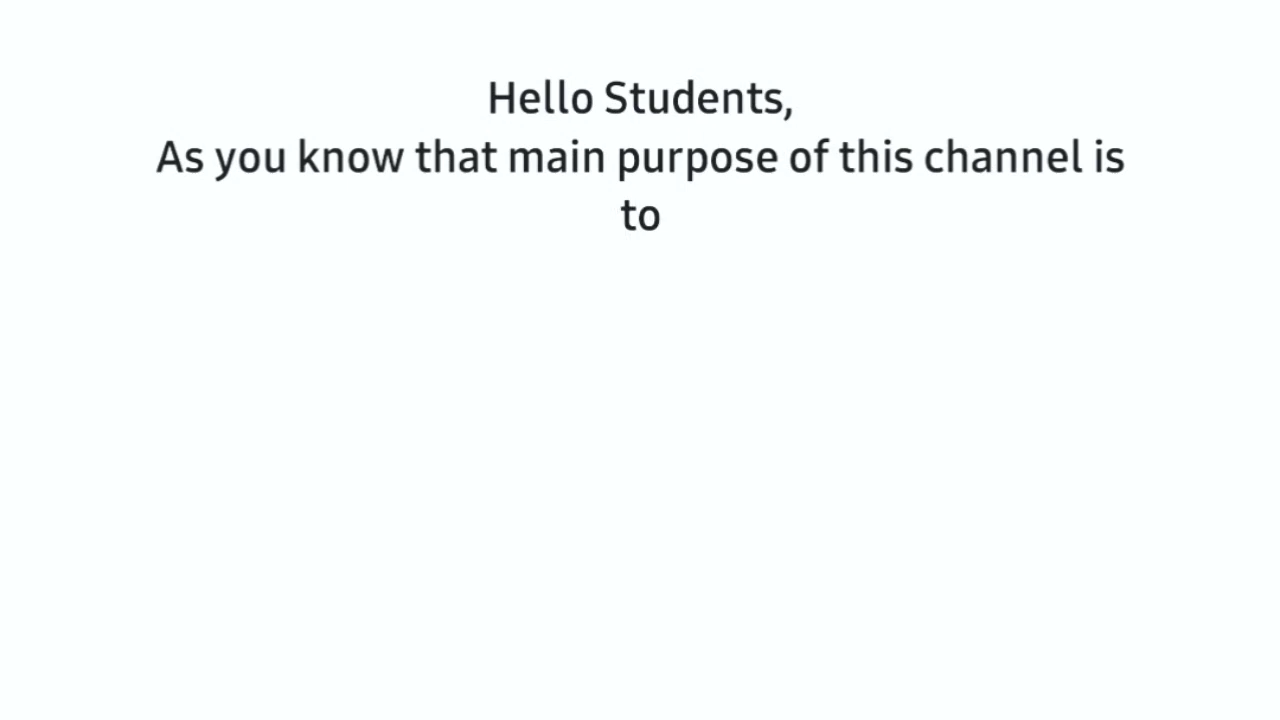 Hello Students,
As you know that main purpose of this channel is
to